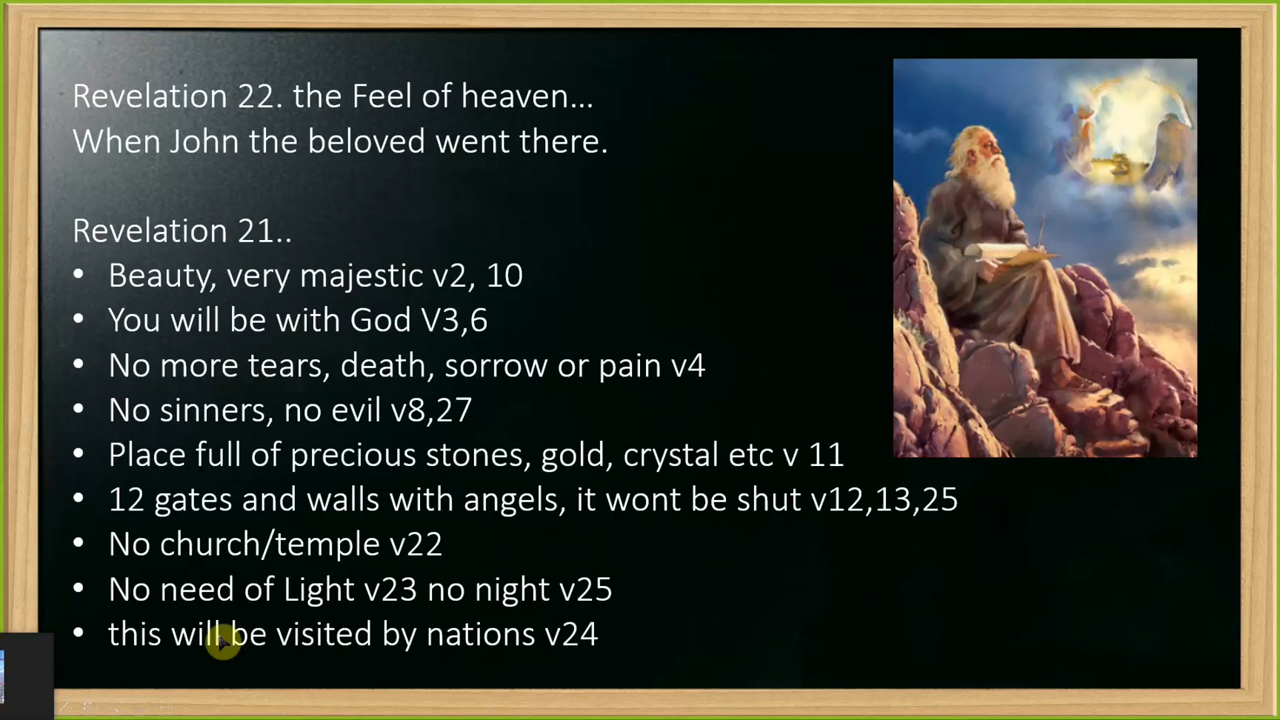 Revelation 22. the Feel of heaven...
When John the beloved went there.
Revelation 21..
• Beauty, very majestic v2, 10
• You will be with God V3,6
• No more tears, death, sorrow or pain v4
• No sinners, no evil v8,27
• Place full of precious stones, gold, crystal etc v 11
• 12 gates and walls with angels, it wont be shut v12,13,25
• No church/temple v22
• No need of Light v23 no night v25
• this will be visited by nations v24